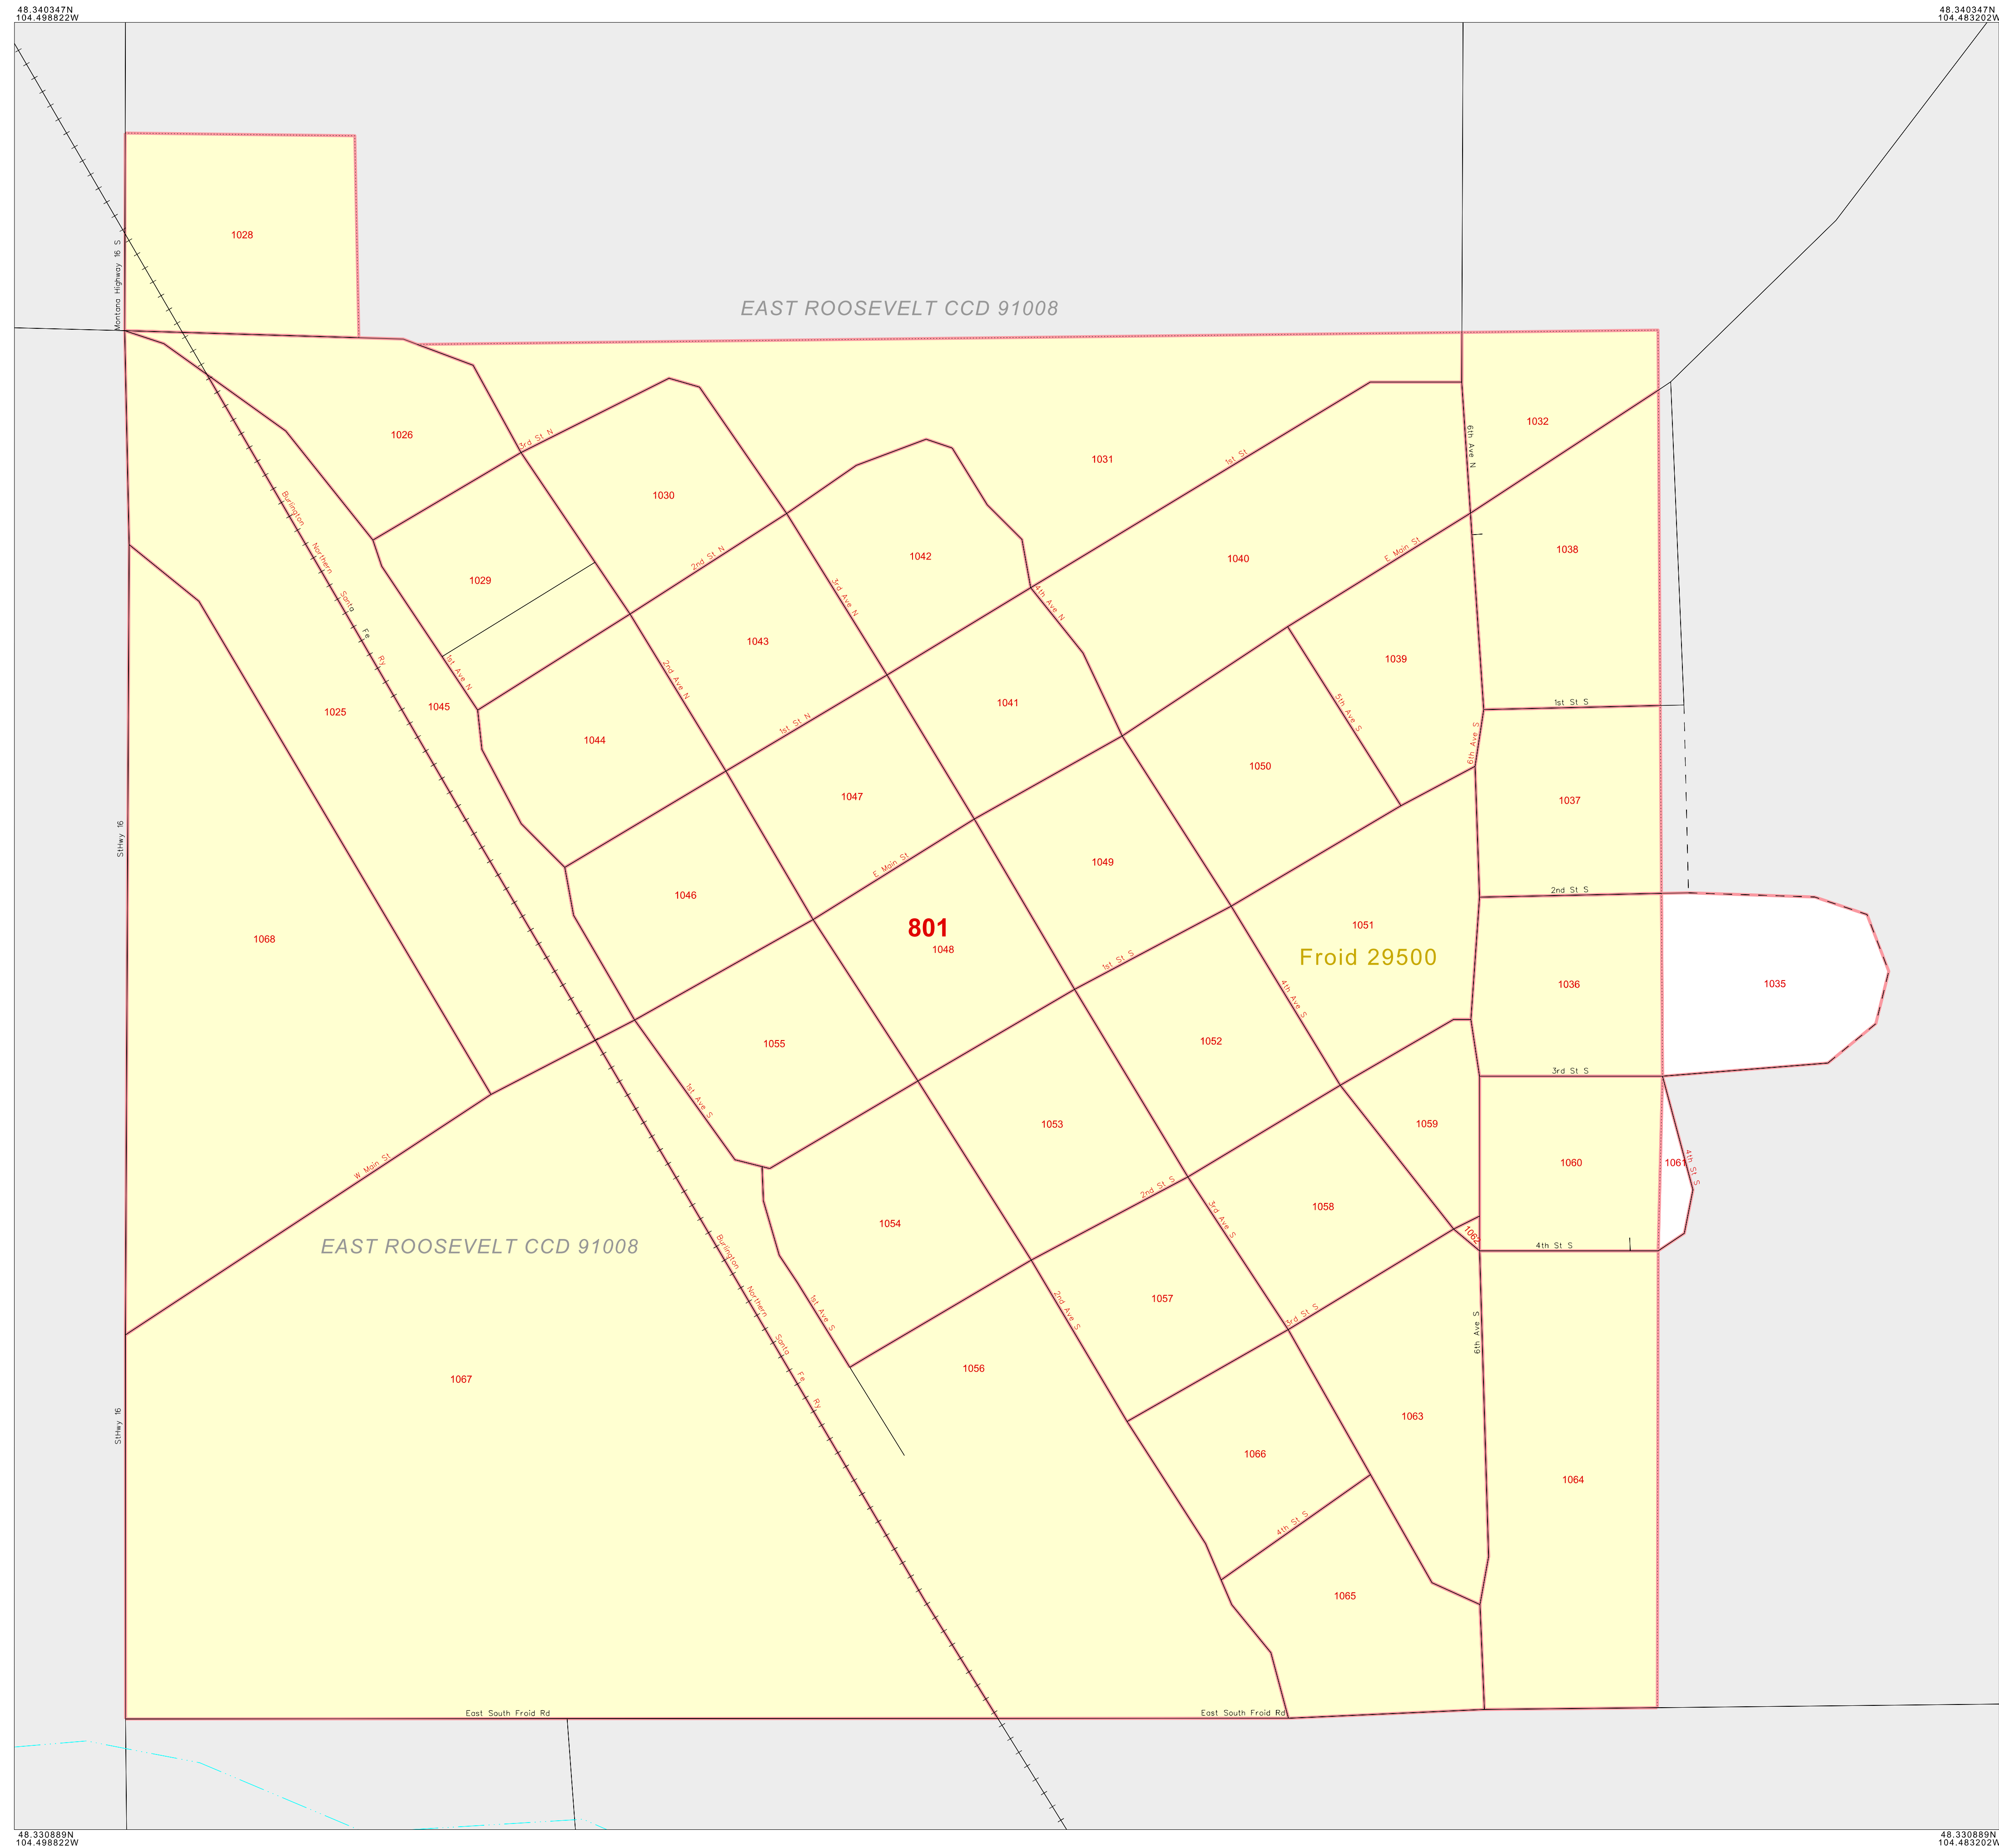 48.340347N
104.498822W
48.340347N
104.483202W
Montana Highway 16 S
1028
EAST ROOSEVELT CCD 91008
1026
3rd St N
1031
1st St
6th Ave N
1032
Burlington
Northern
Santa
Fe
Ry
1030
2nd St N
1042
1040
E Main St
1038
1029
3rd Ave N
4th Ave N
1st Ave N
1043
2nd Ave N
1039
1025
1045
1044
1st St N
1041
5th Ave S
1st St S
6th Ave S
1050
1047
1037
StHwy 16
E Main St
1049
1046
801
1048
1051
2nd St S
Froid 29500
1068
1st St S
4th Ave S
1036
1035
1055
1052
3rd St S
1st Ave S
1053
1059
W Main St
1060
1061
4th St S
2nd St S
1054
1058
3rd Ave S
1062
4th St S
EAST ROOSEVELT CCD 91008
Burlington
Northern
Santa
Fe
Ry
1st Ave S
2nd Ave S
1057
3rd St S
6th Ave S
1056
1067
StHwy 16
1063
1066
1064
4th St S
1065
East South Froid Rd
East South Froid Rd
48.330889N
104.498822W
48.330889N
104.483202W